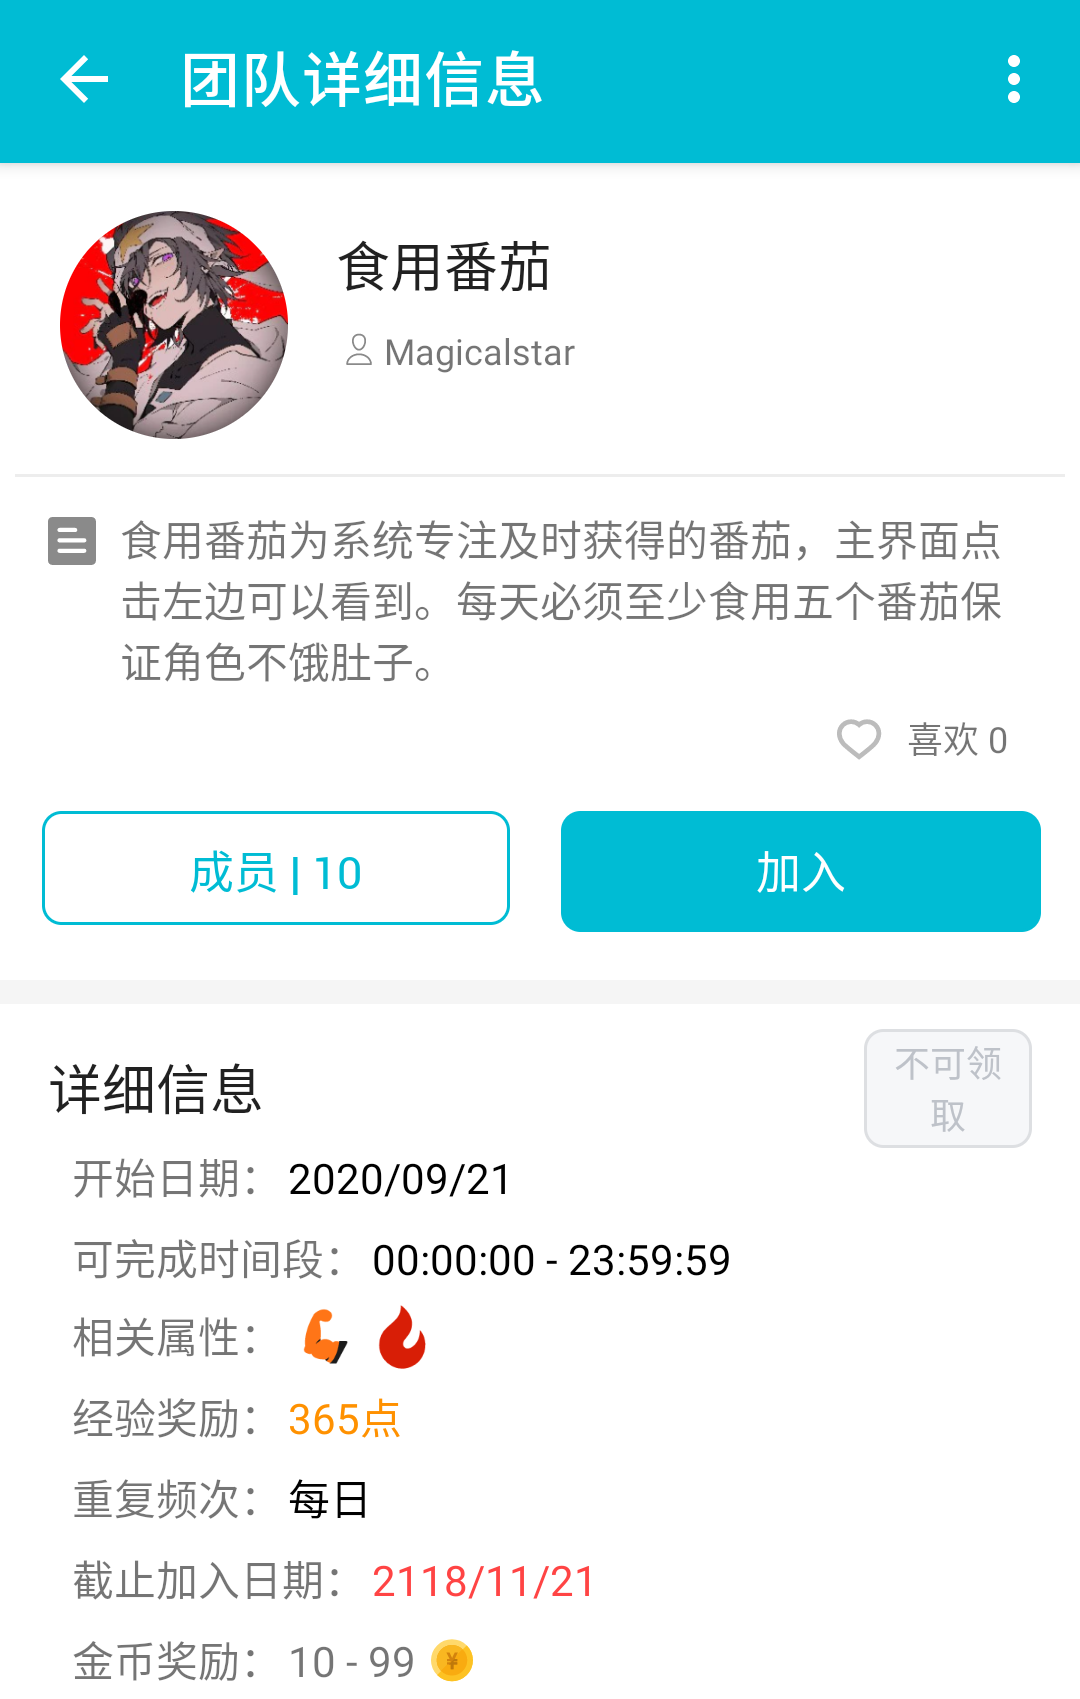 团队详细信息
食用番茄
Magicalstar
食用番茄为系统专注及时获得的番茄，主界面点
击左边可以看到。每天必须至少食用五个番茄保
证角色不饿肚子。
喜欢 0
成员 | 10
加入
详细信息
不可领
取
开始日期： 2020/09/21
可完成时间段： 00:00:00 - 23:59:59
相关属性：
经验奖励： 365点
重复频次： 每日
截止加入日期： 2118/11/21
金币奖励： 10 - 99